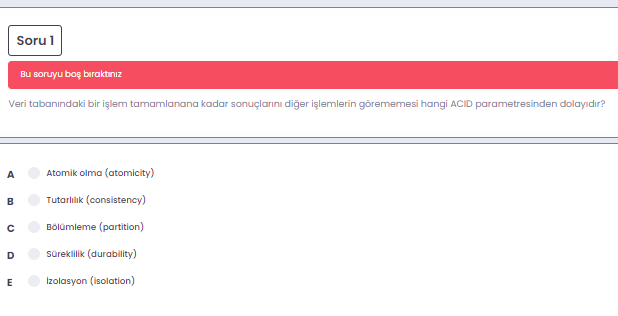 Soru 1
Bu soruyu boş bıraktınız
Veri tabanındaki bir işlem tamamlanana kadar sonuçlarını diğer işlemlerin görememesi hangi ACID parametresinden dolayıdır?
A Atomik olma (atomicity)
B Tutarlılık (consistency)
C Bölümleme (partition)
D Süreklilik (durability)
E İzolasyon (isolation)